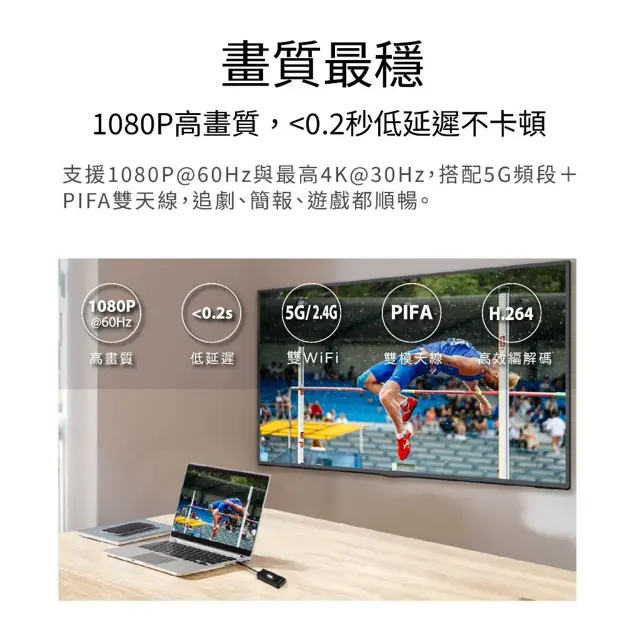 畫質最穩
1080P高畫質，<0.2秒低延遲不卡頓
支援1080P@60Hz與最高4K@30Hz，搭配5G頻段＋
PIFA雙天線，追劇、簡報、遊戲都順暢。
1080P
@60Hz
高畫質
<0.2s
低延遲
5G/2.4G
雙WiFi
PIFA
雙模天線
H.264
高效編解碼